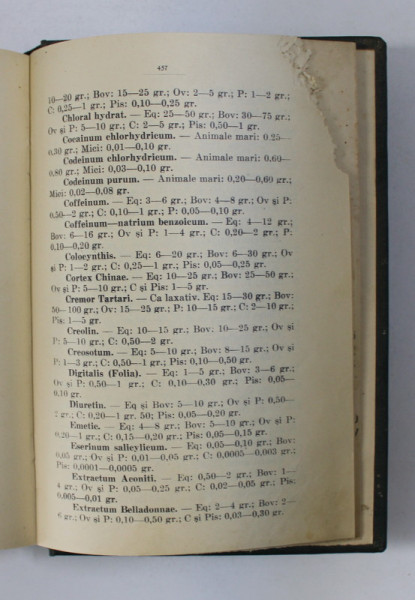 457
10—20 gr.; Bov: 15—25 gr.; Ov: 2—5 gr.; P: 1—2 gr.;
C: 0,25—1 gr.; Pis: 0,10—0,25 gr.
Chloral hydrat. — Eq: 25—50 gr.; Bov: 30—75 gr.;
Ov și P: 5—10 gr.; C: 2—5 gr.; Pis: 0,50—1 gr.
Cocainum chlorhydricum. — Animale mari: 0,25—
0,30 gr.; Mici: 0,01—0,10 gr.
Codeinum chlorhydricum. — Animale mari: 0,60—
0,80 gr.; Mici: 0,03—0,10 gr.
Codeinum purum. — Animale mari: 0,20—0,60 gr.;
Mici: 0,02—0,08 gr.
Coffeinum. — Eq: 3—6 gr.; Bov: 4—8 gr.; Ov și P:
0,50—2 gr.; C: 0,10—1 gr.; P: 0,05—0,10 gr.
Coffeinum—natrium benzoicum. — Eq: 4—12 gr.;
Bov: 6—16 gr.; Ov și P: 1—4 gr.; C: 0,20—2 gr.; P:
0,10—0,20 gr.
Colocynthis. — Eq: 6—20 gr.; Bov: 6—30 gr.; Ov
și P: 1—2 gr.; C: 0,25—1 gr.; Pis: 0,05—0,25 gr.
Cortex Chinae. — Eq: 10—25 gr.; Bov: 25—50 gr.;
Ov și P: 5—10 gr.; C și Pis: 1—5 gr.
Cremor Tartari. — Ca laxativ. Eq: 15—30 gr.; Bov:
50—100 gr.; Ov: 15—25 gr.; P: 10—15 gr.; C: 2—10 gr.;
Pis: 1—5 gr.
Creolin. — Eq: 10—15 gr.; Bov: 10—25 gr.; Ov și
P: 5—10 gr.; C: 0,50—2 gr.
Creosotum. — Eq: 5—10 gr.; Bov: 8—15 gr.; Ov și
P: 1—3 gr.; C: 0,50—1 gr.; Pis: 0,10—0,50 gr.
Digitalis (Folia). — Eq: 1—5 gr.; Bov: 3—6 gr.;
Ov și P: 0,50—1 gr.; C: 0,10—0,30 gr.; Pis: 0,05—
0,10 gr.
Diuretin. — Eq și Bov: 5—10 gr.; Ov și P: 0,50—
gr.; C: 0,20—1 gr. 50; Pis: 0,05—0,20 gr.
Emetic. — Eq: 4—8 gr.; Bov: 5—10 gr.; Ov și P:
0,20—1 gr.; C: 0,15—0,20 gr.; Pis: 0,05—0,15 gr.
Eserinum salicylicum. — Eq: 0,05—0,10 gr.; Bov:
0,05 gr.; Ov și P: 0,01—0,05 gr.; C: 0,0005—0,003 gr.;
Pis: 0,0001—0,0005 gr.
Extractum Aconiti. — Eq: 0,50—2 gr.; Bov: 1—
4 gr.; Ov și P: 0,05—0,25 gr.; C: 0,02—0,05 gr.; Pis:
0,005—0,01 gr.
Extractum Belladonnae. — Eq: 2—4 gr.; Bov: 2—
6 gr.; Ov și P: 0,10—0,50 gr.; C și Pis: 0,03—0,30 gr.